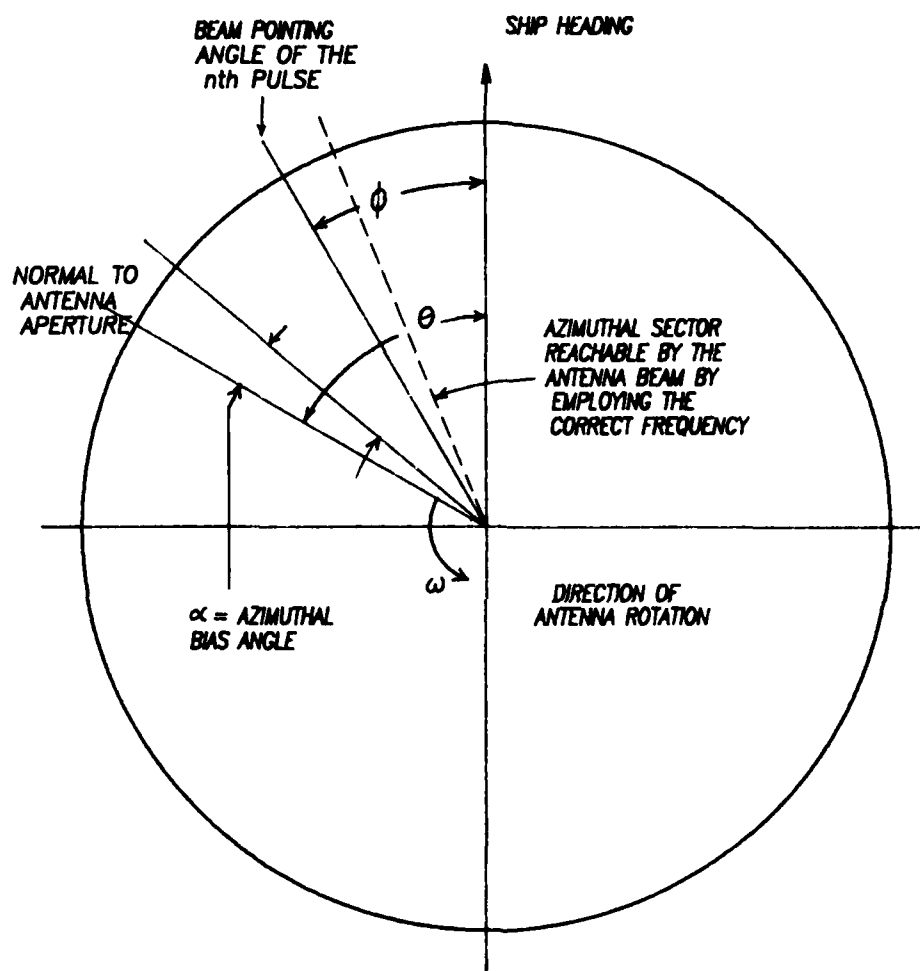 BEAM POINTING
ANGLE OF THE
nth PULSE
SHIP HEADING
ϕ
NORMAL TO
ANTENNA
APERTURE
θ
AZIMUTHAL SECTOR
REACHABLE BY THE
ANTENNA BEAM BY
EMPLOYING THE
CORRECT FREQUENCY
ω
α = AZIMUTHAL
BIAS ANGLE
DIRECTION OF
ANTENNA ROTATION